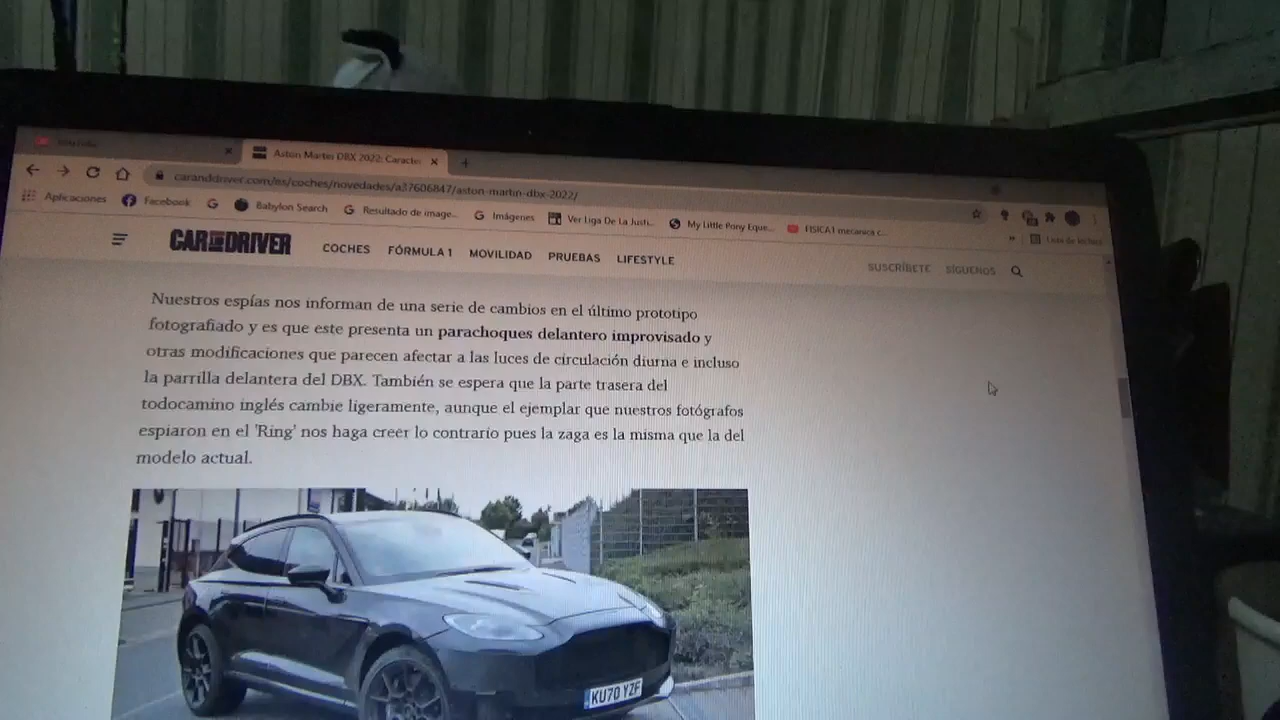 Aston Martin DBX 2022: Caracte
caranddriver.com/es/coches/novedades/a37606847/aston-martin-dbx-2022/
Aplicaciones Facebook Babylon Search Resultado de image... Imágenes Ver Liga De La Justi... My Little Pony Eque... FISICA I mecanica c... » Lista de lectura
CAR AND DRIVER COCHES FÓRMULA 1 MOVILIDAD PRUEBAS LIFESTYLE SUSCRÍBETE SÍGUENOS
Nuestros espías nos informan de una serie de cambios en el último prototipo
fotografiado y es que este presenta un parachoques delantero improvisado y
otras modificaciones que parecen afectar a las luces de circulación diurna e incluso
la parrilla delantera del DBX. También se espera que la parte trasera del
todocamino inglés cambie ligeramente, aunque el ejemplar que nuestros fotógrafos
espiaron en el 'Ring' nos haga creer lo contrario pues la zaga es la misma que la del
modelo actual.
KU70 YZF